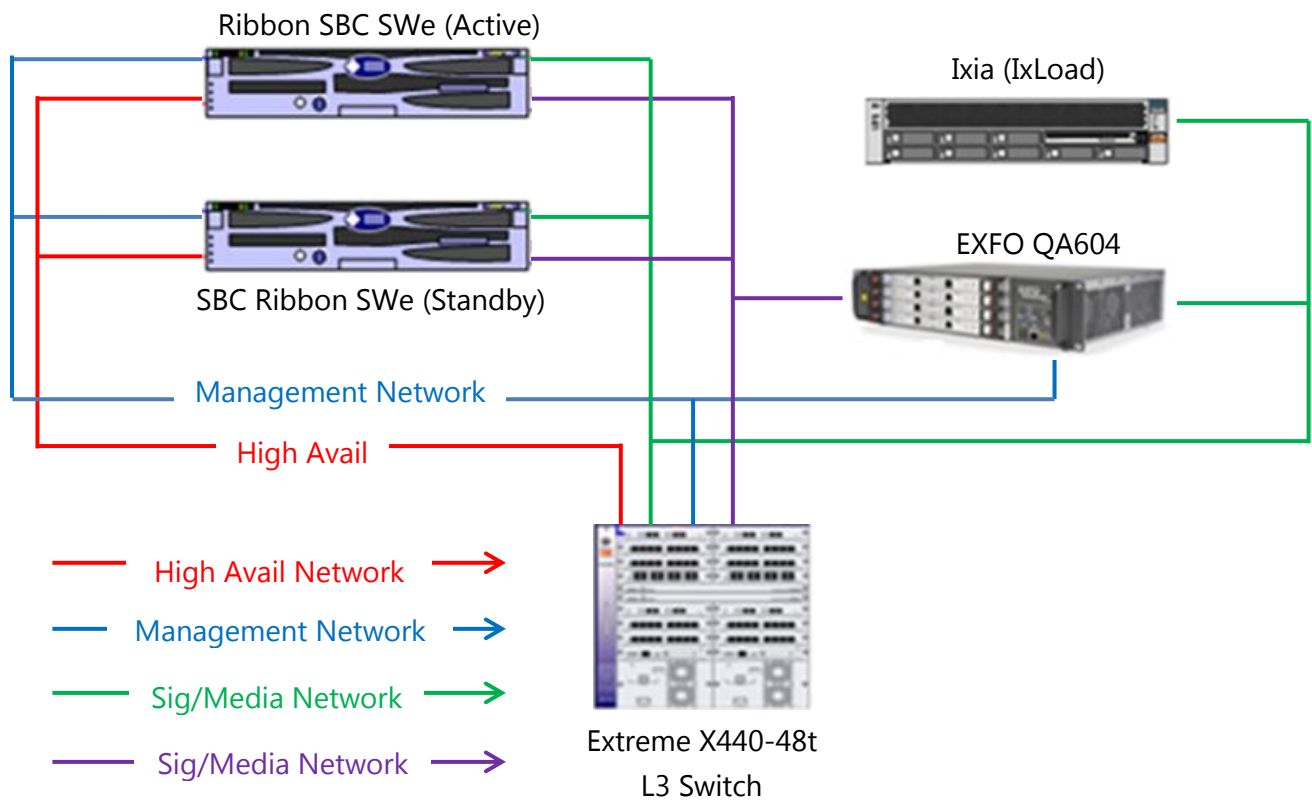 Ribbon SBC SWe (Active)
Ixia (IxLoad)
EXFO QA604
SBC Ribbon SWe (Standby)
Management Network
High Avail
High Avail Network
Management Network
Sig/Media Network
Sig/Media Network
Extreme X440-48t
L3 Switch